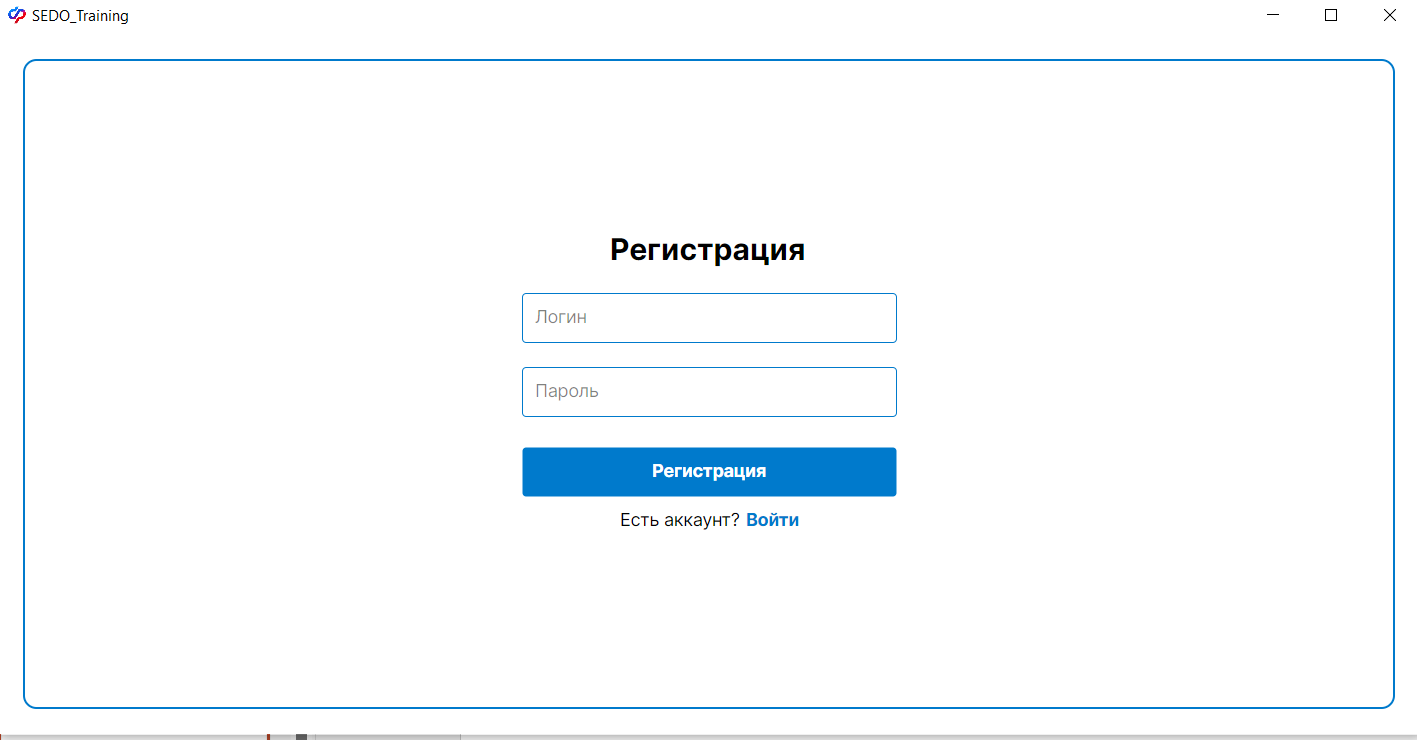 SEDO_Training
Регистрация
Логин
Пароль
Регистрация
Есть аккаунт? Войти